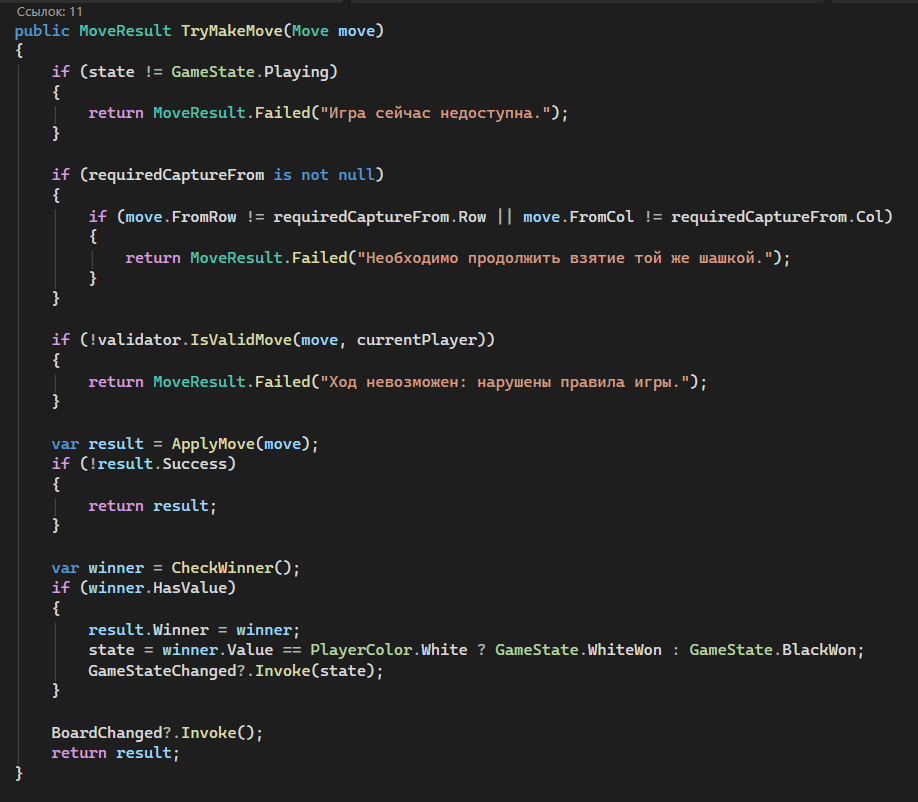 Ссылок: 11
public MoveResult TryMakeMove(Move move)
{
if (state != GameState.Playing)
{
return MoveResult.Failed("Игра сейчас недоступна.");
}
if (requiredCaptureFrom is not null)
{
if (move.FromRow != requiredCaptureFrom.Row || move.FromCol != requiredCaptureFrom.Col)
{
return MoveResult.Failed("Необходимо продолжить взятие той же шашкой.");
}
}
if (!validator.IsValidMove(move, currentPlayer))
{
return MoveResult.Failed("Ход невозможен: нарушены правила игры.");
}
var result = ApplyMove(move);
if (!result.Success)
{
return result;
}
var winner = CheckWinner();
if (winner.HasValue)
{
result.Winner = winner;
state = winner.Value == PlayerColor.White ? GameState.WhiteWon : GameState.BlackWon;
GameStateChanged?.Invoke(state);
}
BoardChanged?.Invoke();
return result;
}